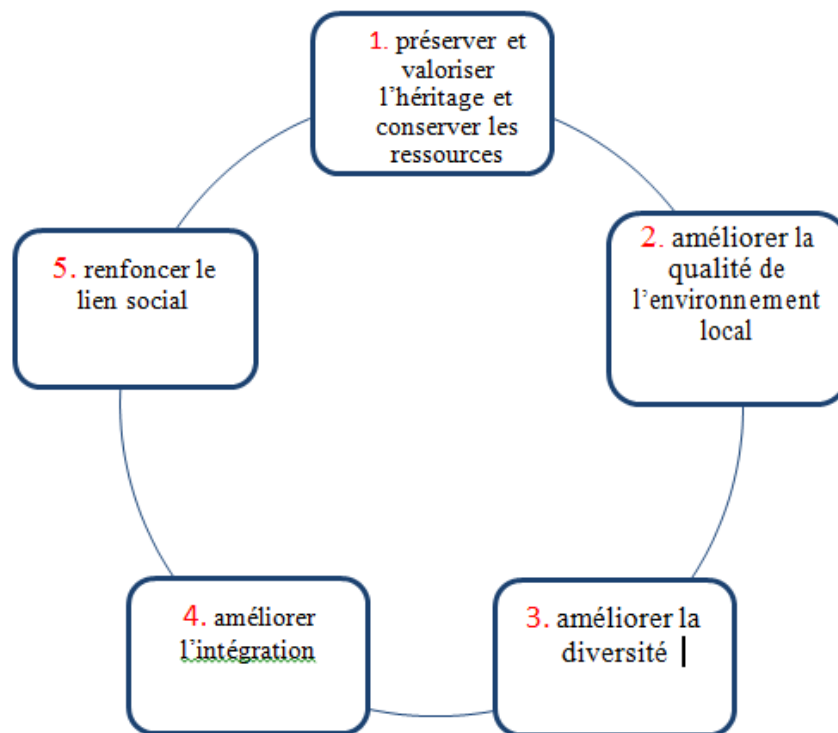 1. préserver et
valoriser
l'héritage et
conserver les
ressources
2. améliorer la
qualité de
l'environnement
local
3. améliorer la
diversité
4. améliorer
l'intégration
5. renfoncer le
lien social